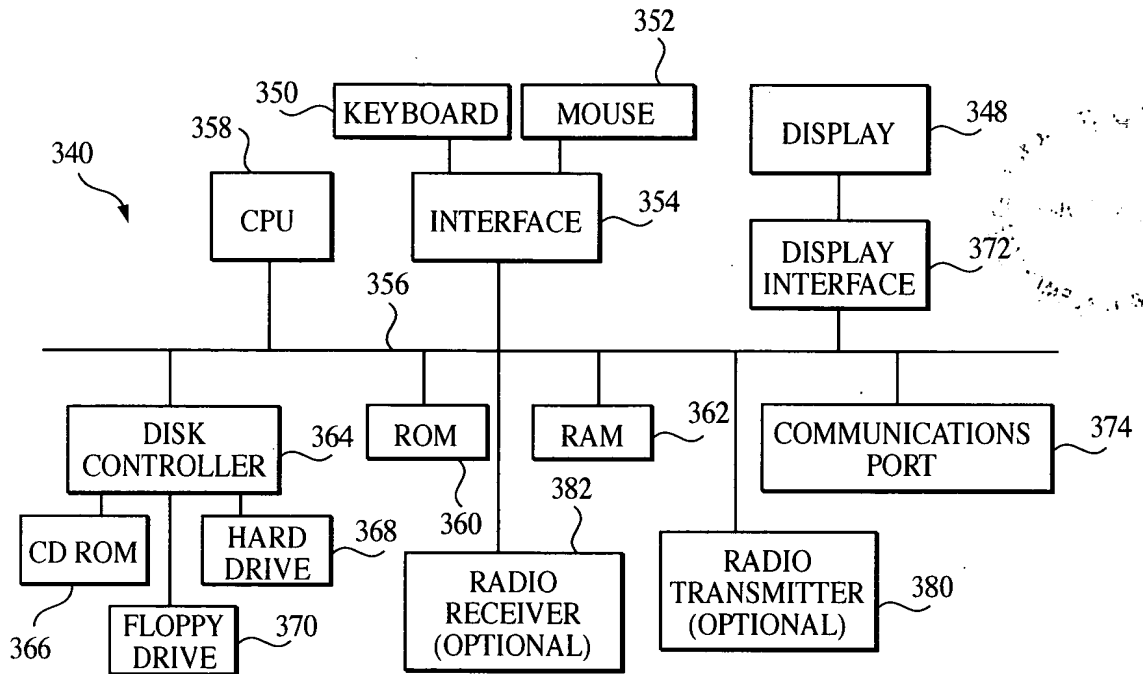 352
350
KEYBOARD
MOUSE
358
DISPLAY
348
340
CPU
INTERFACE
354
DISPLAY
INTERFACE
372
356
DISK
CONTROLLER
364
ROM
RAM
362
COMMUNICATIONS
PORT
374
360
382
CD ROM
HARD
DRIVE
368
RADIO
RECEIVER
(OPTIONAL)
RADIO
TRANSMITTER
(OPTIONAL)
380
366
FLOPPY
DRIVE
370